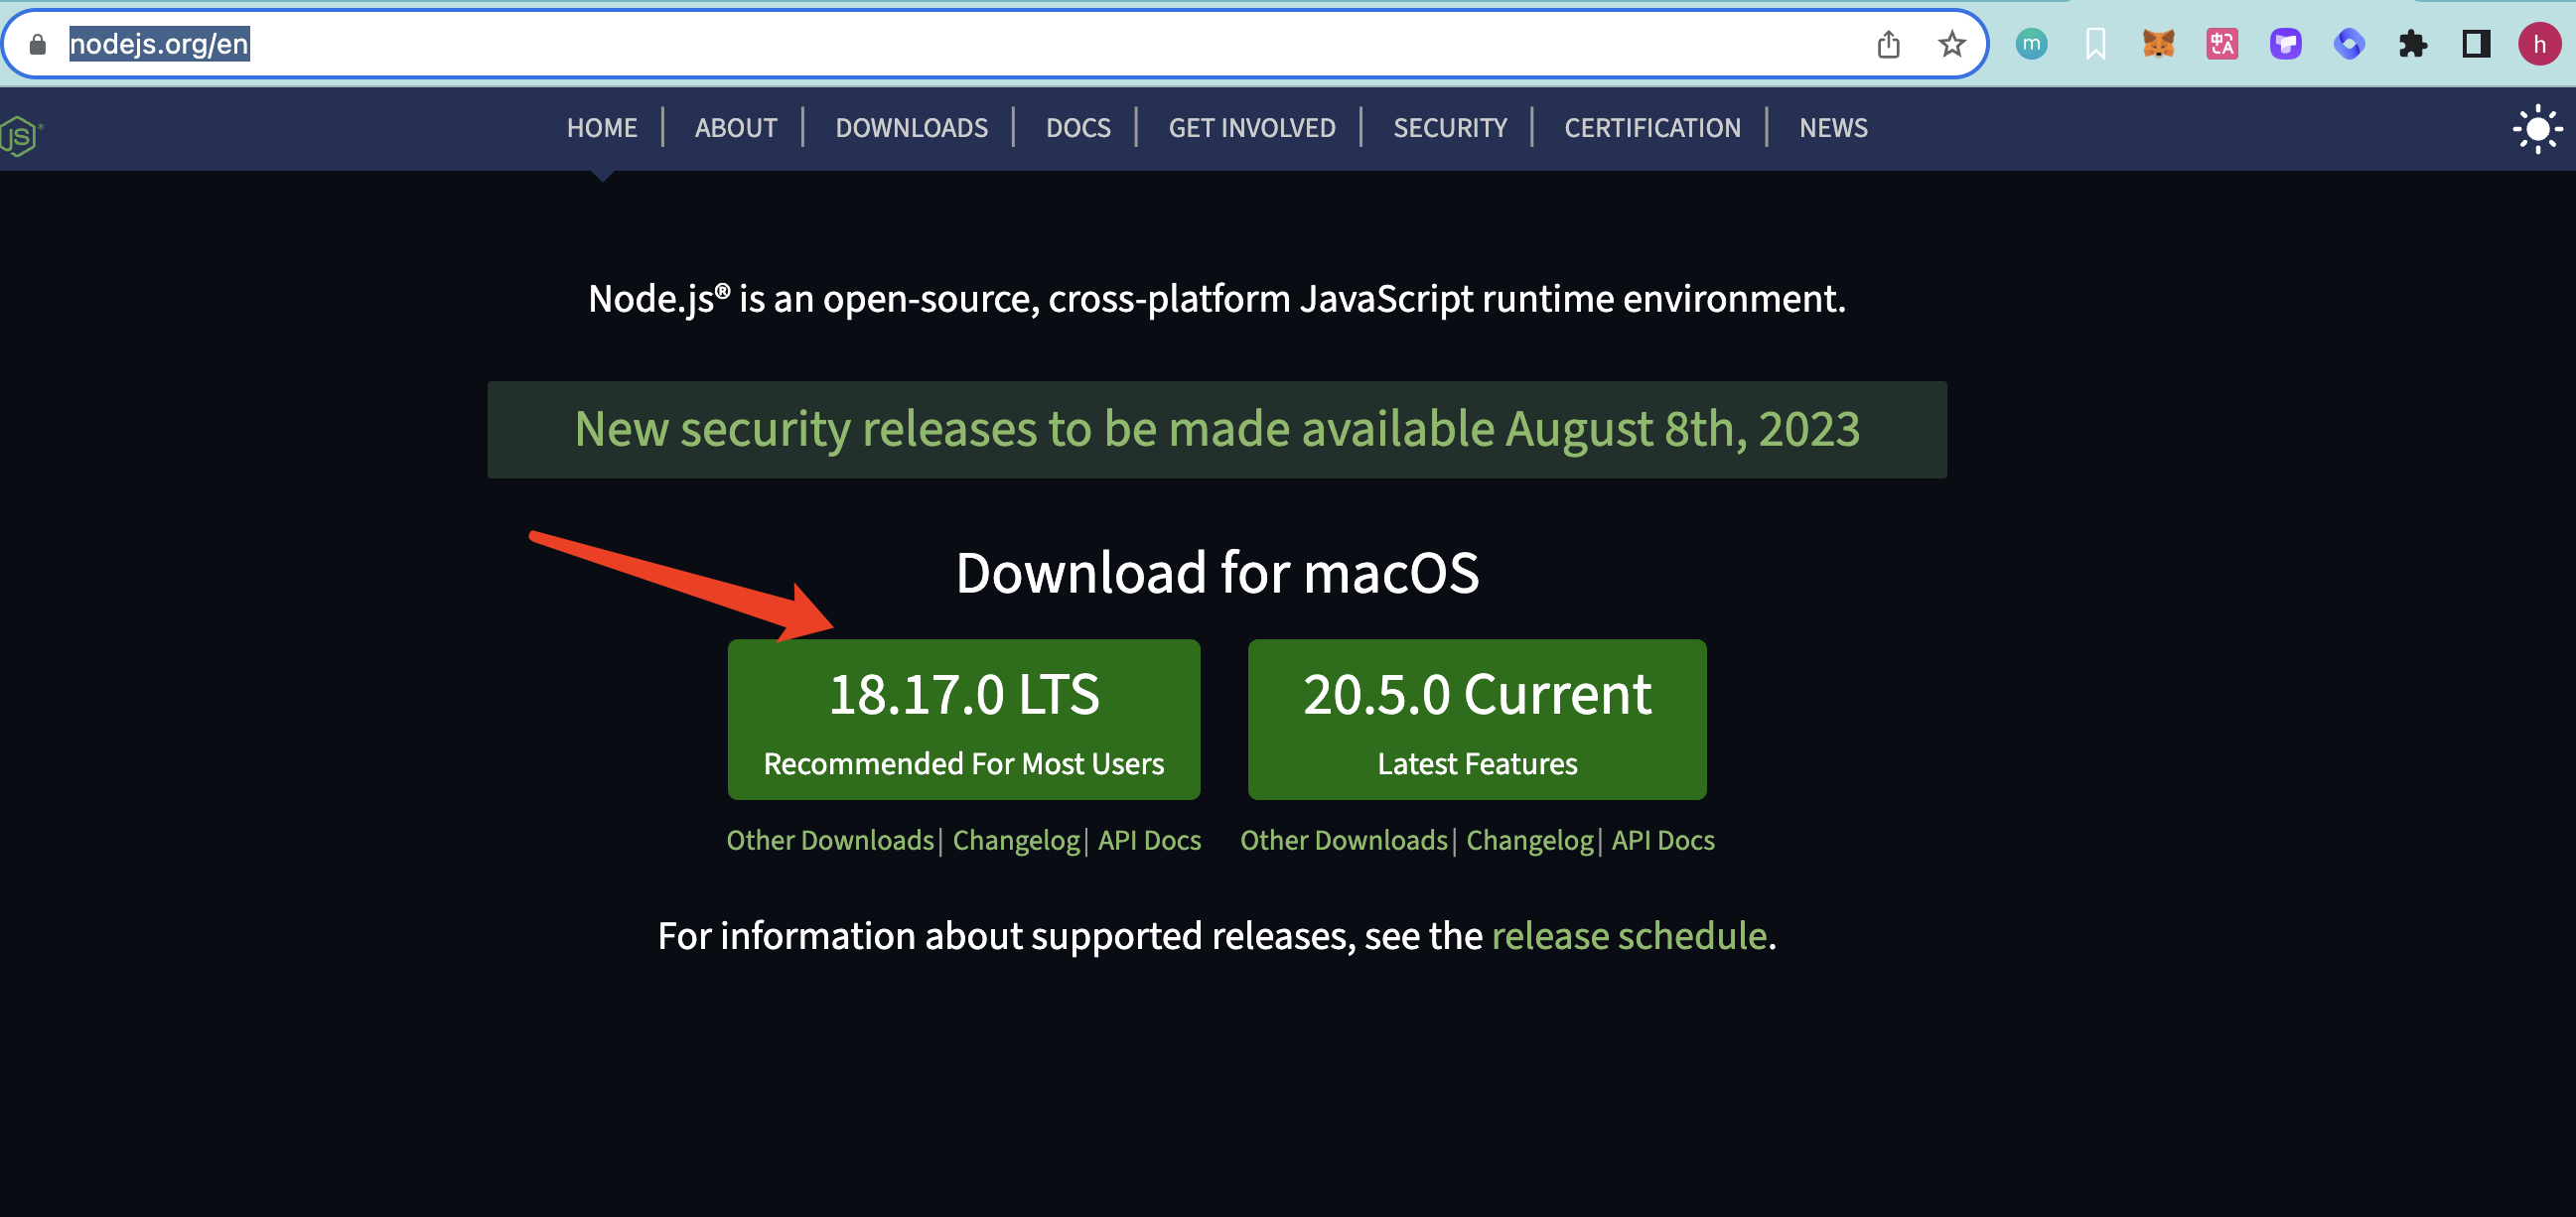 nodejs.org/en
m
中
A
h
JS®
HOME | ABOUT | DOWNLOADS | DOCS | GET INVOLVED | SECURITY | CERTIFICATION | NEWS
Node.js® is an open-source, cross-platform JavaScript runtime environment.
New security releases to be made available August 8th, 2023
Download for macOS
18.17.0 LTS
Recommended For Most Users
20.5.0 Current
Latest Features
Other Downloads | Changelog | API Docs
Other Downloads | Changelog | API Docs
For information about supported releases, see the release schedule.